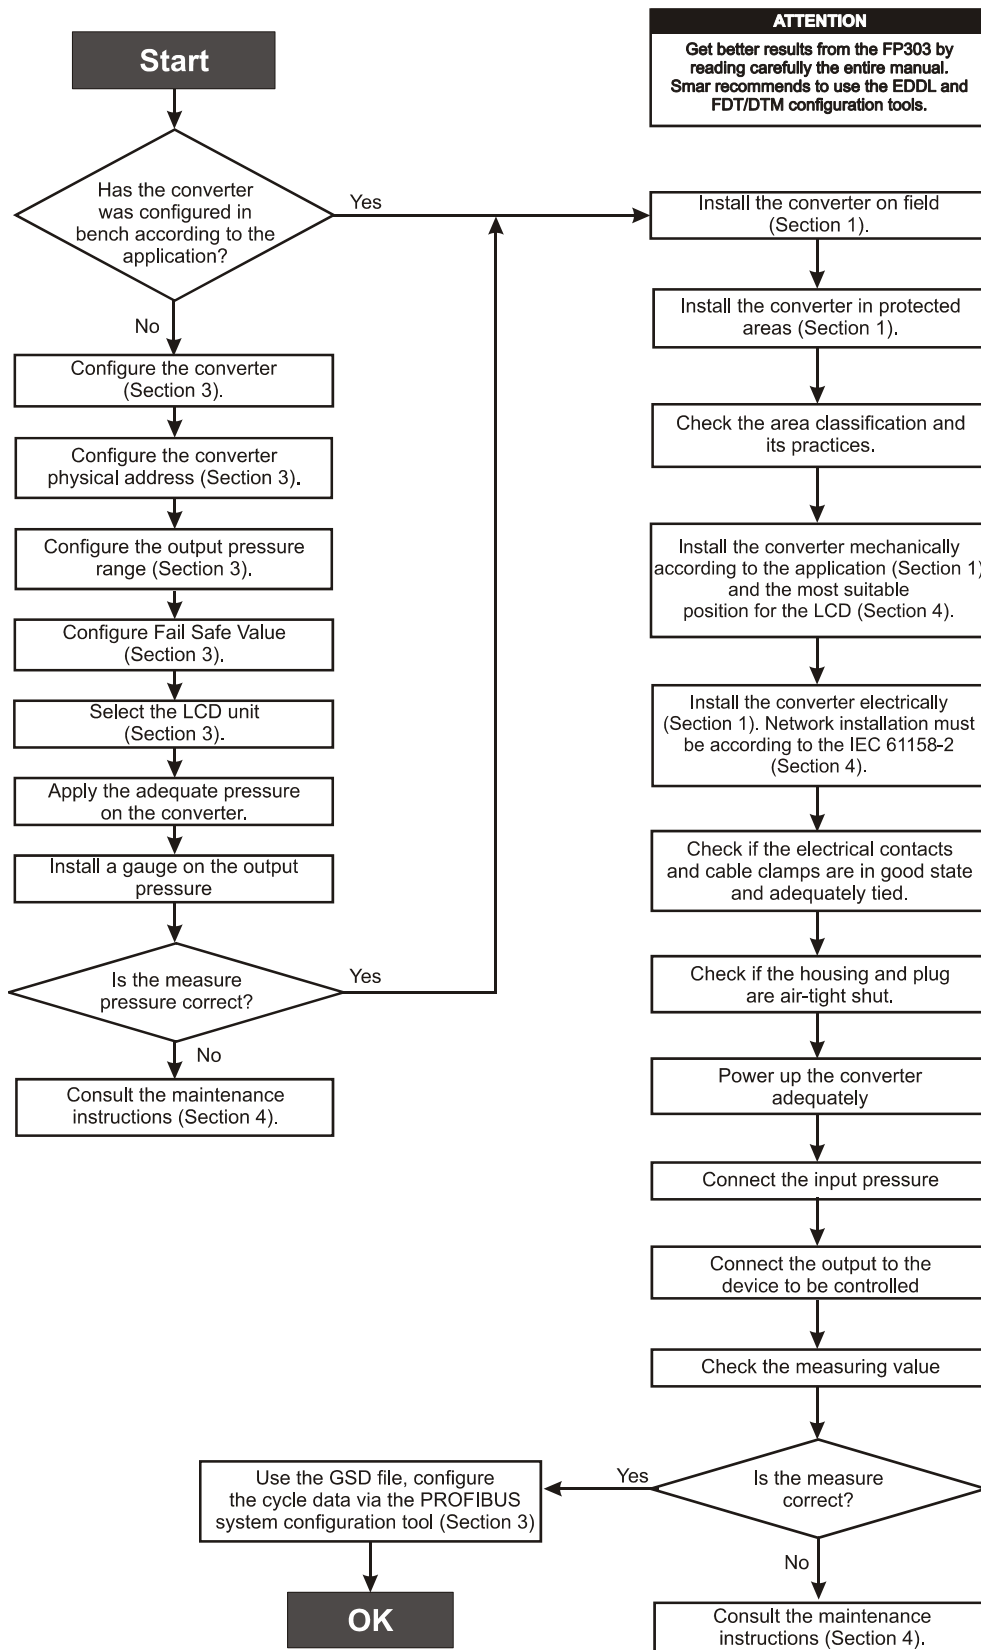 Start
ATTENTION
Get better results from the FP303 by
reading carefully the entire manual.
Smar recommends to use the EDDL and
FDT/DTM configuration tools.
Has the converter
was configured in
bench according to the
application?
Yes
No
Configure the converter
(Section 3).
Configure the converter
physical address (Section 3).
Configure the output pressure
range (Section 3).
Configure Fail Safe Value
(Section 3).
Select the LCD unit
(Section 3).
Apply the adequate pressure
on the converter.
Install a gauge on the output
pressure
Is the measure
pressure correct?
Yes
No
Consult the maintenance
instructions (Section 4).
Install the converter on field
(Section 1).
Install the converter in protected
areas (Section 1).
Check the area classification and
its practices.
Install the converter mechanically
according to the application (Section 1)
and the most suitable
position for the LCD (Section 4).
Install the converter electrically
(Section 1). Network installation must
be according to the IEC 61158-2
(Section 4).
Check if the electrical contacts
and cable clamps are in good state
and adequately tied.
Check if the housing and plug
are air-tight shut.
Power up the converter
adequately
Connect the input pressure
Connect the output to the
device to be controlled
Check the measuring value
Is the measure
correct?
Yes
No
Use the GSD file, configure
the cycle data via the PROFIBUS
system configuration tool (Section 3)
OK
Consult the maintenance
instructions (Section 4).